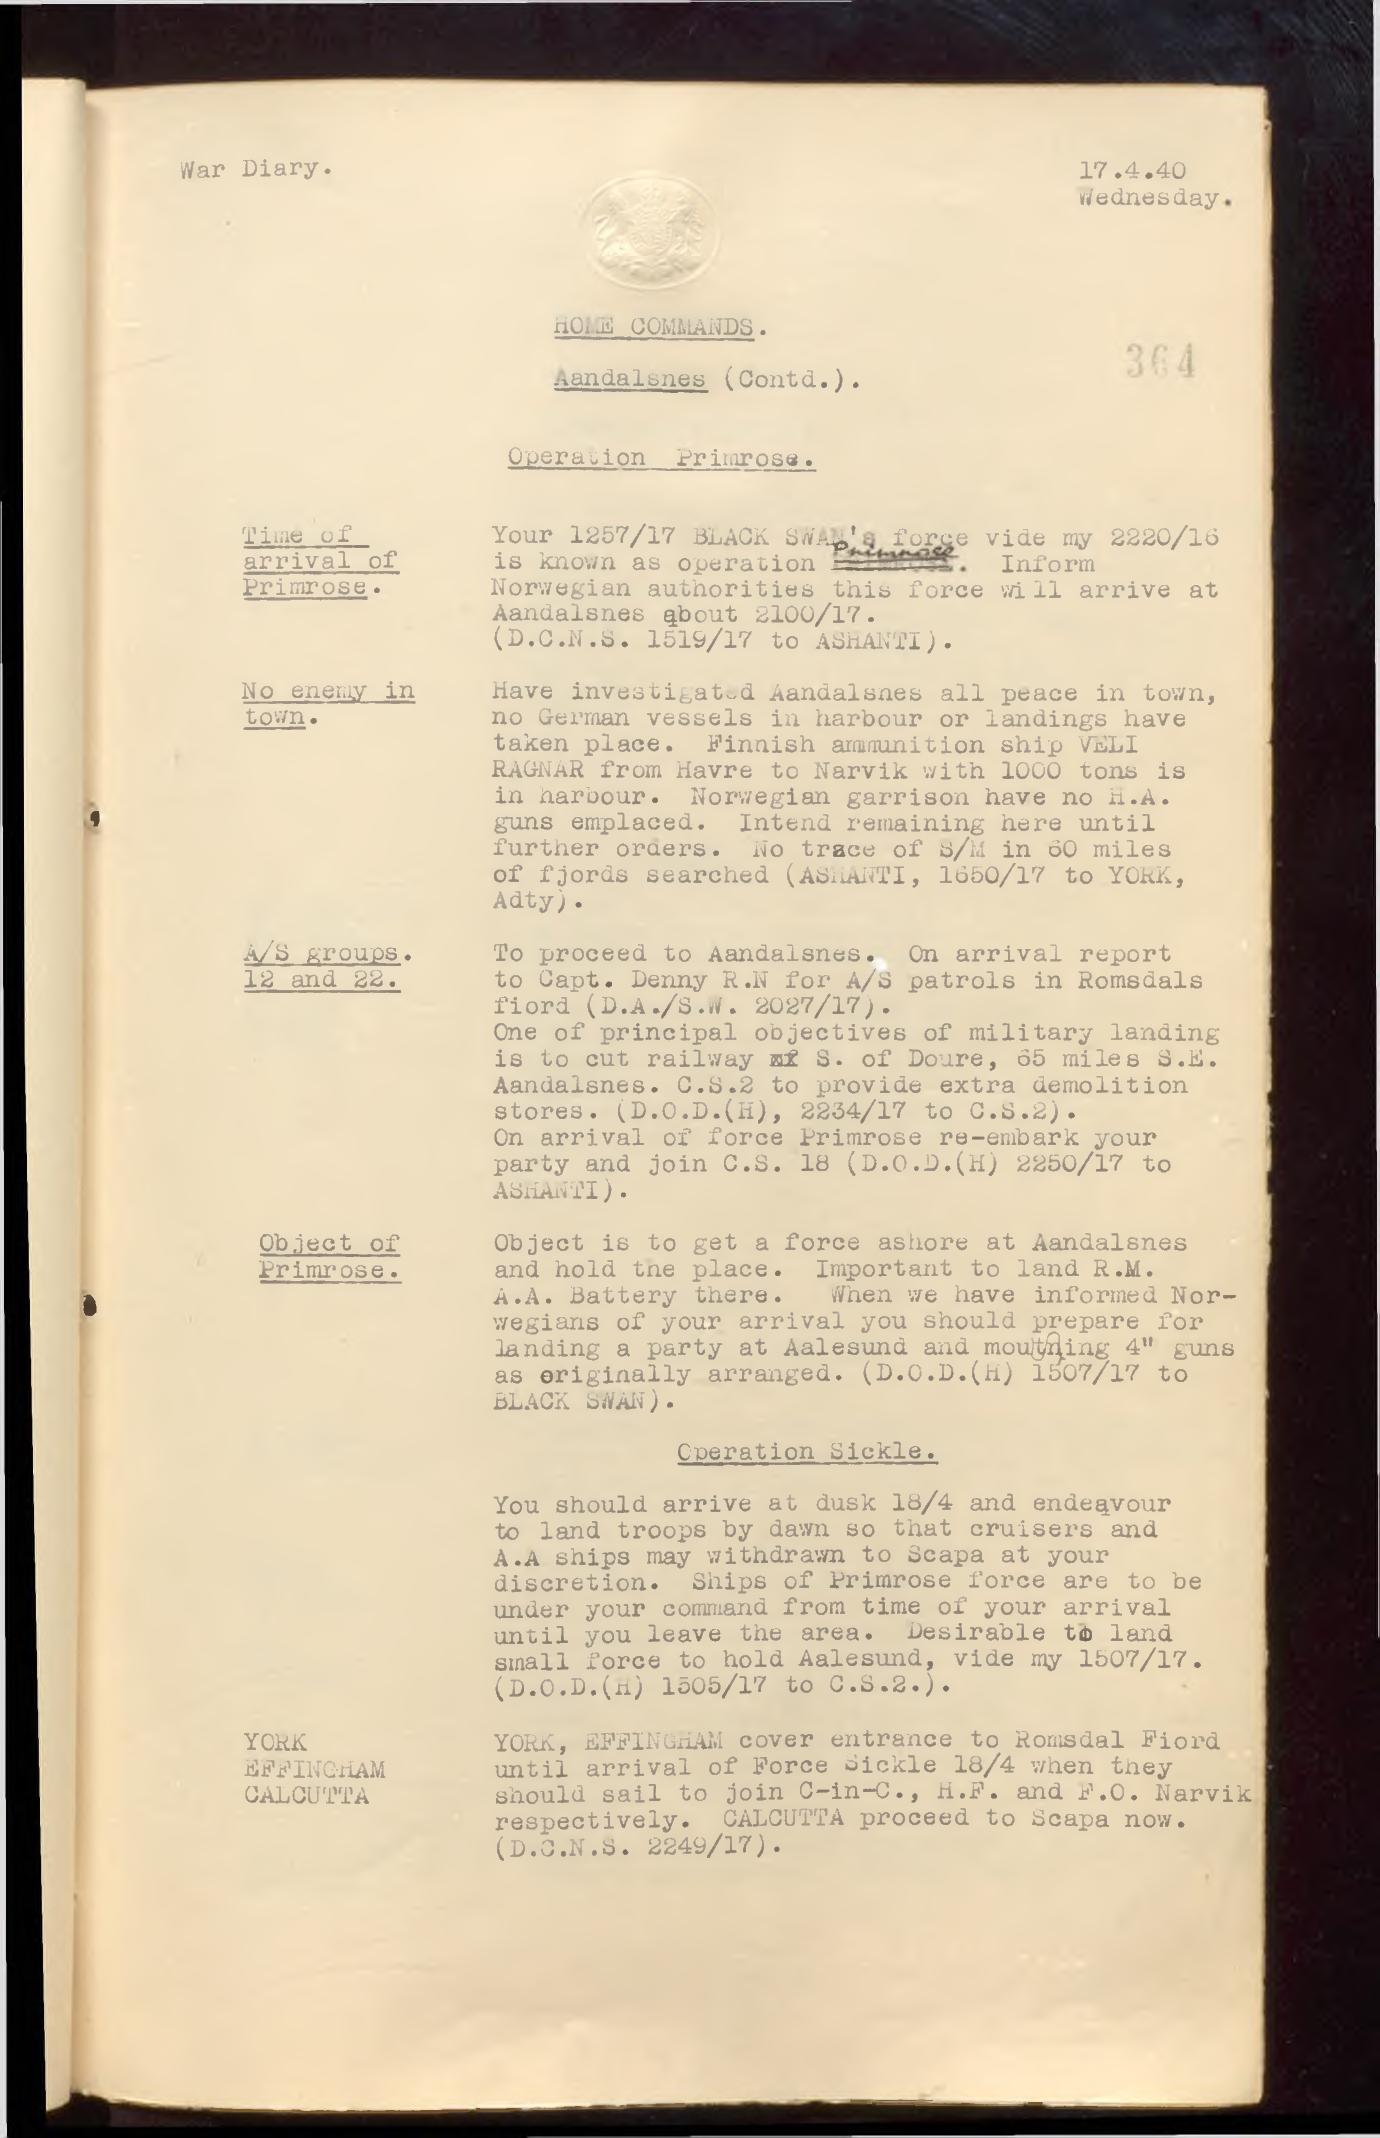 War Diary.
17.4.40
Wednesday.
HOME COMMANDS.
364
Aandalsnes (Contd.).
Operation Primrose.
Time of
arrival of
Primrose.
Your 1257/17 BLACK SWAN's force vide my 2220/16
is known as operation Primrose. Inform
Norwegian authorities this force will arrive at
Aandalsnes about 2100/17.
(D.C.N.S. 1519/17 to ASHANTI).
No enemy in
town.
Have investigated Aandalsnes all peace in town,
no German vessels in harbour or landings have
taken place. Finnish ammunition ship VELI
RAGNAR from Havre to Narvik with 1000 tons is
in harbour. Norwegian garrison have no H.A.
guns emplaced. Intend remaining here until
further orders. No trace of S/M in 60 miles
of fjords searched (ASHANTI, 1650/17 to YORK,
Adty).
A/S groups.
12 and 22.
To proceed to Aandalsnes. On arrival report
to Capt. Denny R.N for A/S patrols in Romsdals
fiord (D.A./S.W. 2027/17).
One of principal objectives of military landing
is to cut railway S. of Doure, 65 miles S.E.
Aandalsnes. C.S.2 to provide extra demolition
stores. (D.O.D.(H), 2234/17 to C.S.2).
On arrival of force Primrose re-embark your
party and join C.S. 18 (D.O.D.(H) 2250/17 to
ASHANTI).
Object of
Primrose.
Object is to get a force ashore at Aandalsnes
and hold the place. Important to land R.M.
A.A. Battery there. When we have informed Nor-
wegians of your arrival you should prepare for
landing a party at Aalesund and mounting 4" guns
as originally arranged. (D.O.D.(H) 1507/17 to
BLACK SWAN).
Operation Sickle.
You should arrive at dusk 18/4 and endeavour
to land troops by dawn so that cruisers and
A.A ships may withdrawn to Scapa at your
discretion. Ships of Primrose force are to be
under your command from time of your arrival
until you leave the area. Desirable to land
small force to hold Aalesund, vide my 1507/17.
(D.O.D.(H) 1505/17 to C.S.2.).
YORK
EFFINGHAM
CALCUTTA
YORK, EFFINGHAM cover entrance to Romsdal Fiord
until arrival of Force Sickle 18/4 when they
should sail to join C-in-C., H.F. and F.O. Narvik
respectively. CALCUTTA proceed to Scapa now.
(D.C.N.S. 2249/17).